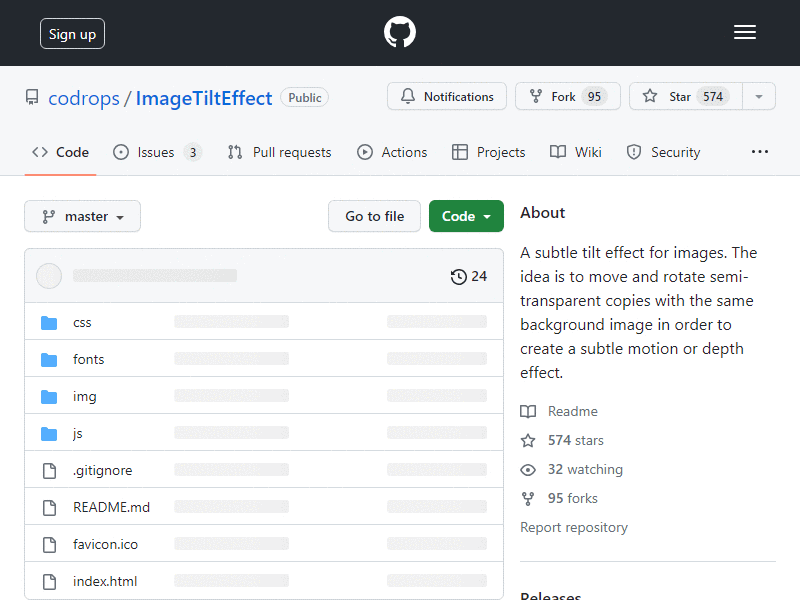 Sign up
codrops / ImageTiltEffect Public
Notifications
Fork 95
Star 574
Code
Issues 3
Pull requests
Actions
Projects
Wiki
Security
master
Go to file
Code
24
css
fonts
img
js
.gitignore
README.md
favicon.ico
index.html
About
A subtle tilt effect for images. The
idea is to move and rotate semi-
transparent copies with the same
background image in order to
create a subtle motion or depth
effect.
Readme
574 stars
32 watching
95 forks
Report repository
Releases